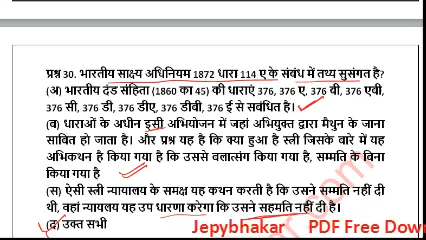 प्रश्न 30. भारतीय साक्ष्य अधिनियम 1872 धारा 114 ए के संबंध में तथ्य सुसंगत है?
(अ) भारतीय दंड संहिता (1860 का 45) की धाराएं 376, 376 ए, 376 बी, 376 एबी,
376 सी, 376 डी, 376 डीए, 376 डीबी, 376 ई से सबंधित है।
(व) धाराओं के अधीन इसी अभियोजन में जहां अभियुक्त द्वारा मैथुन के जाना
सावित हो जाता है। और प्रश्न यह है कि क्या हुआ है स्त्री जिसके बारे में यह
अभिकथन है किया गया है कि उससे वलात्संग किया गया है, सम्मति के विना
किया गया है
(स) ऐसी स्त्री न्यायालय के समक्ष यह कथन करती है कि उसने सम्मति नहीं दी
थी, वहां न्यायलय यह उप धारणा करेगा कि उसने सहमति नहीं दी है।
(द) उक्त सभी
Jepybhakar PDF Free Dow